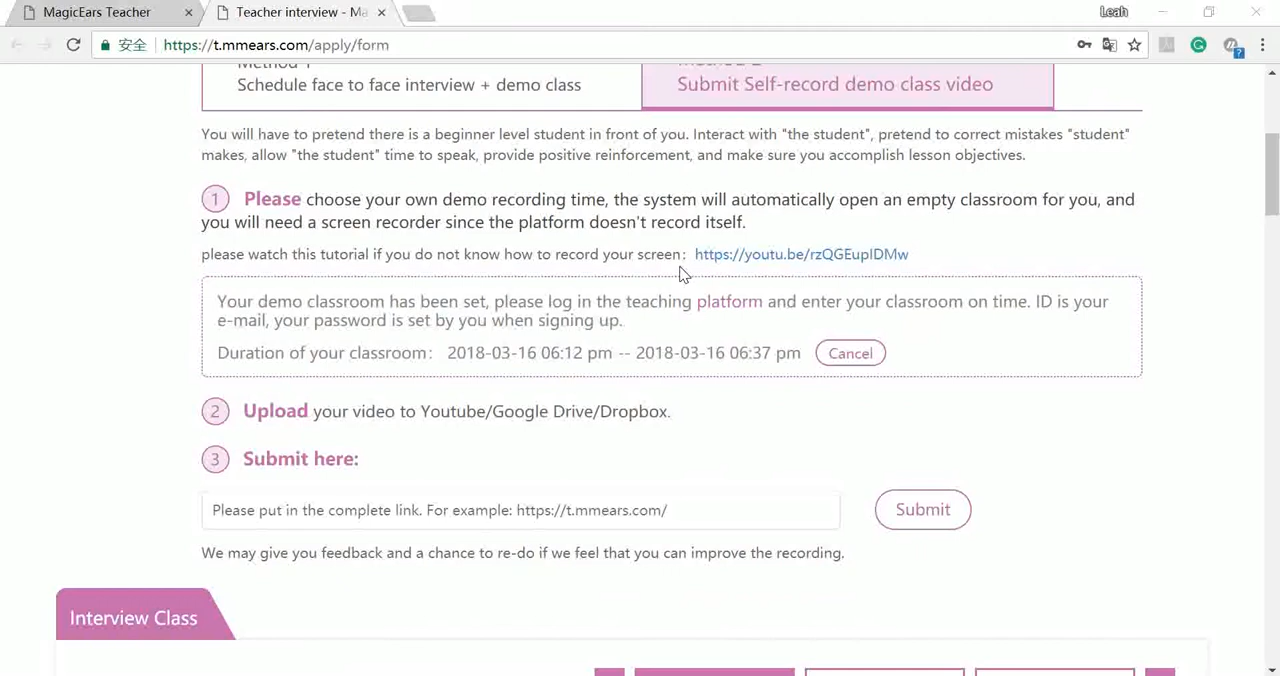 MagicEars Teacher
Teacher interview - Ma
Leah
安全 https://t.mmears.com/apply/form
Schedule face to face interview + demo class
Submit Self-record demo class video
You will have to pretend there is a beginner level student in front of you. Interact with "the student", pretend to correct mistakes "student"
makes, allow "the student" time to speak, provide positive reinforcement, and make sure you accomplish lesson objectives.
1 Please choose your own demo recording time, the system will automatically open an empty classroom for you, and
you will need a screen recorder since the platform doesn't record itself.
please watch this tutorial if you do not know how to record your screen: https://youtu.be/rzQGEupIDMw
Your demo classroom has been set, please log in the teaching platform and enter your classroom on time. ID is your
e-mail, your password is set by you when signing up.
Duration of your classroom: 2018-03-16 06:12 pm -- 2018-03-16 06:37 pm Cancel
2 Upload your video to Youtube/Google Drive/Dropbox.
3 Submit here:
Please put in the complete link. For example: https://t.mmears.com/
Submit
We may give you feedback and a chance to re-do if we feel that you can improve the recording.
Interview Class